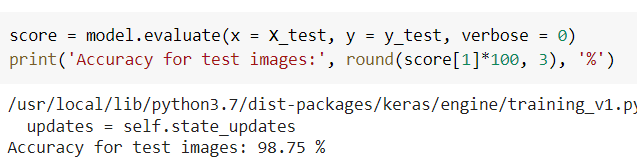 score = model.evaluate(x = X_test, y = y_test, verbose = 0)
print('Accuracy for test images:', round(score[1]*100, 3), '%')
/usr/local/lib/python3.7/dist-packages/keras/engine/training_v1.py
  updates = self.state_updates
Accuracy for test images: 98.75 %